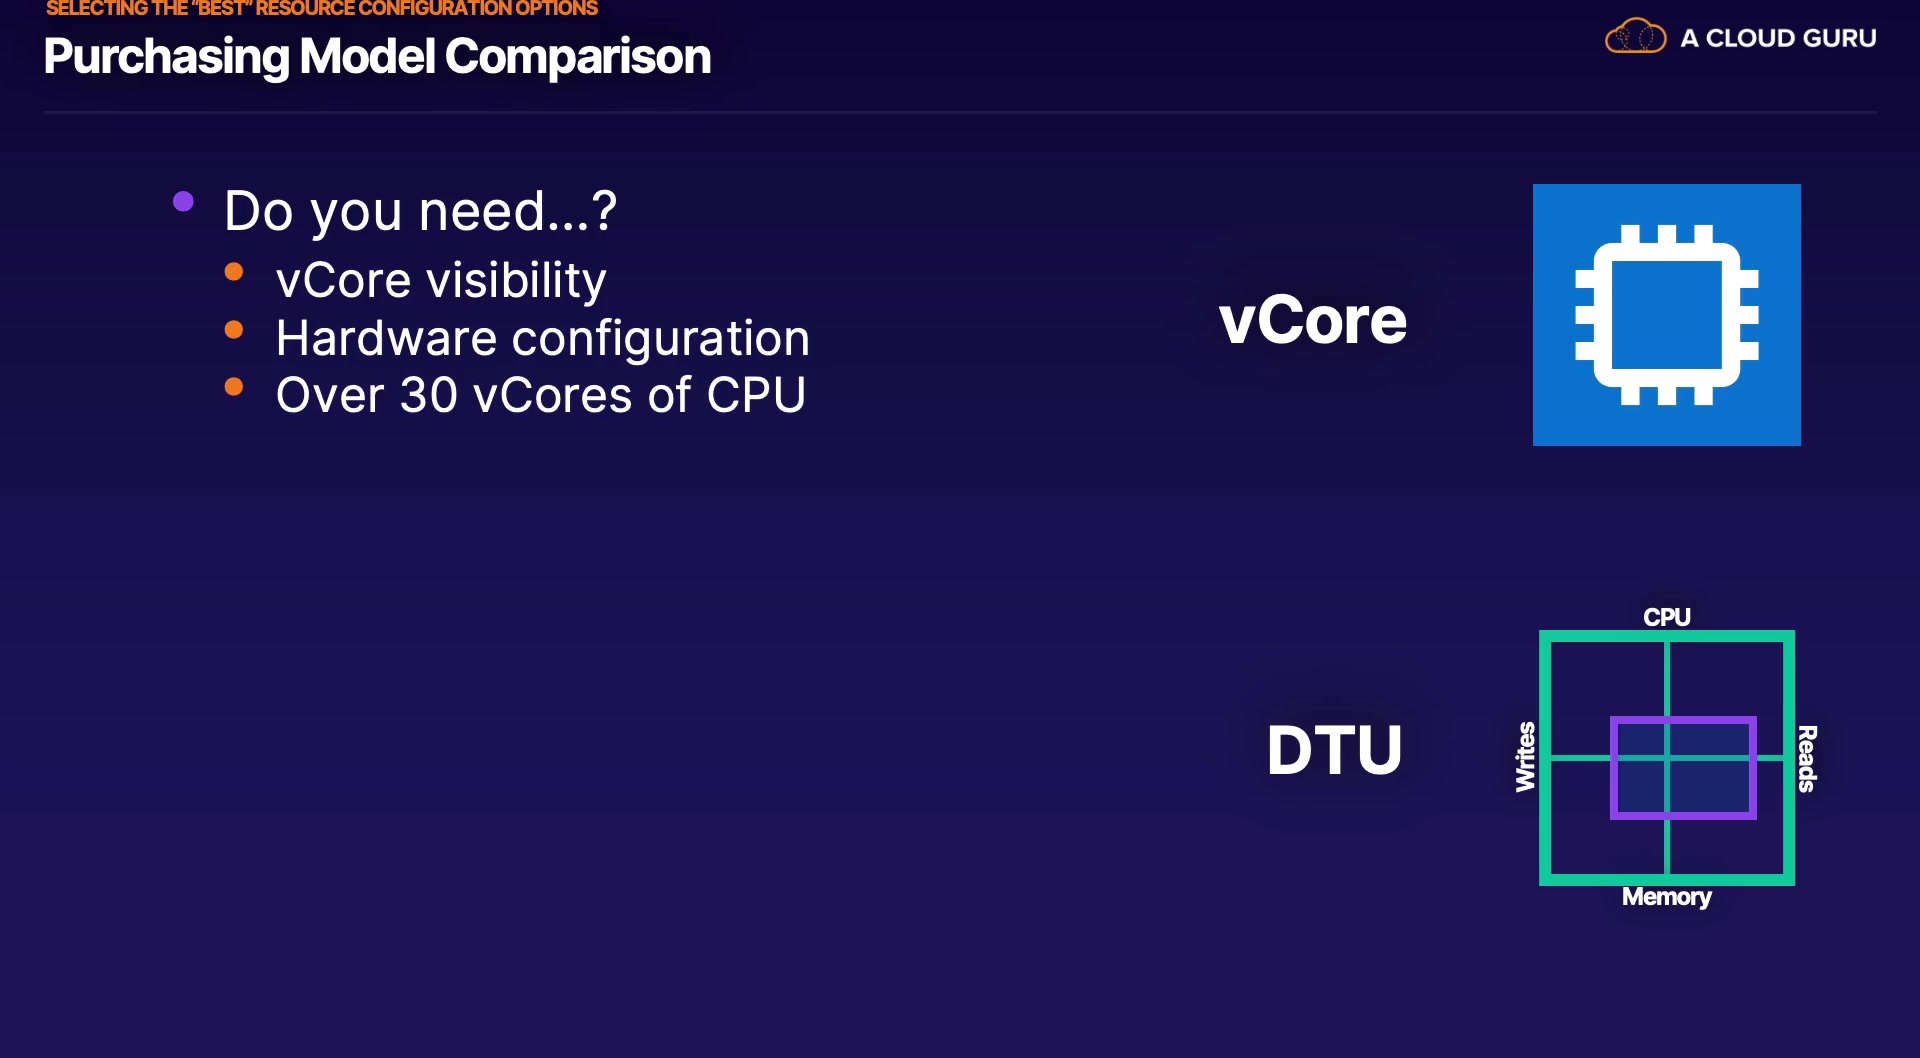 SELECTING THE "BEST" RESOURCE CONFIGURATION OPTIONS
Purchasing Model Comparison
A CLOUD GURU
Do you need...?
vCore visibility
Hardware configuration
Over 30 vCores of CPU
vCore
DTU
CPU
Writes
Reads
Memory